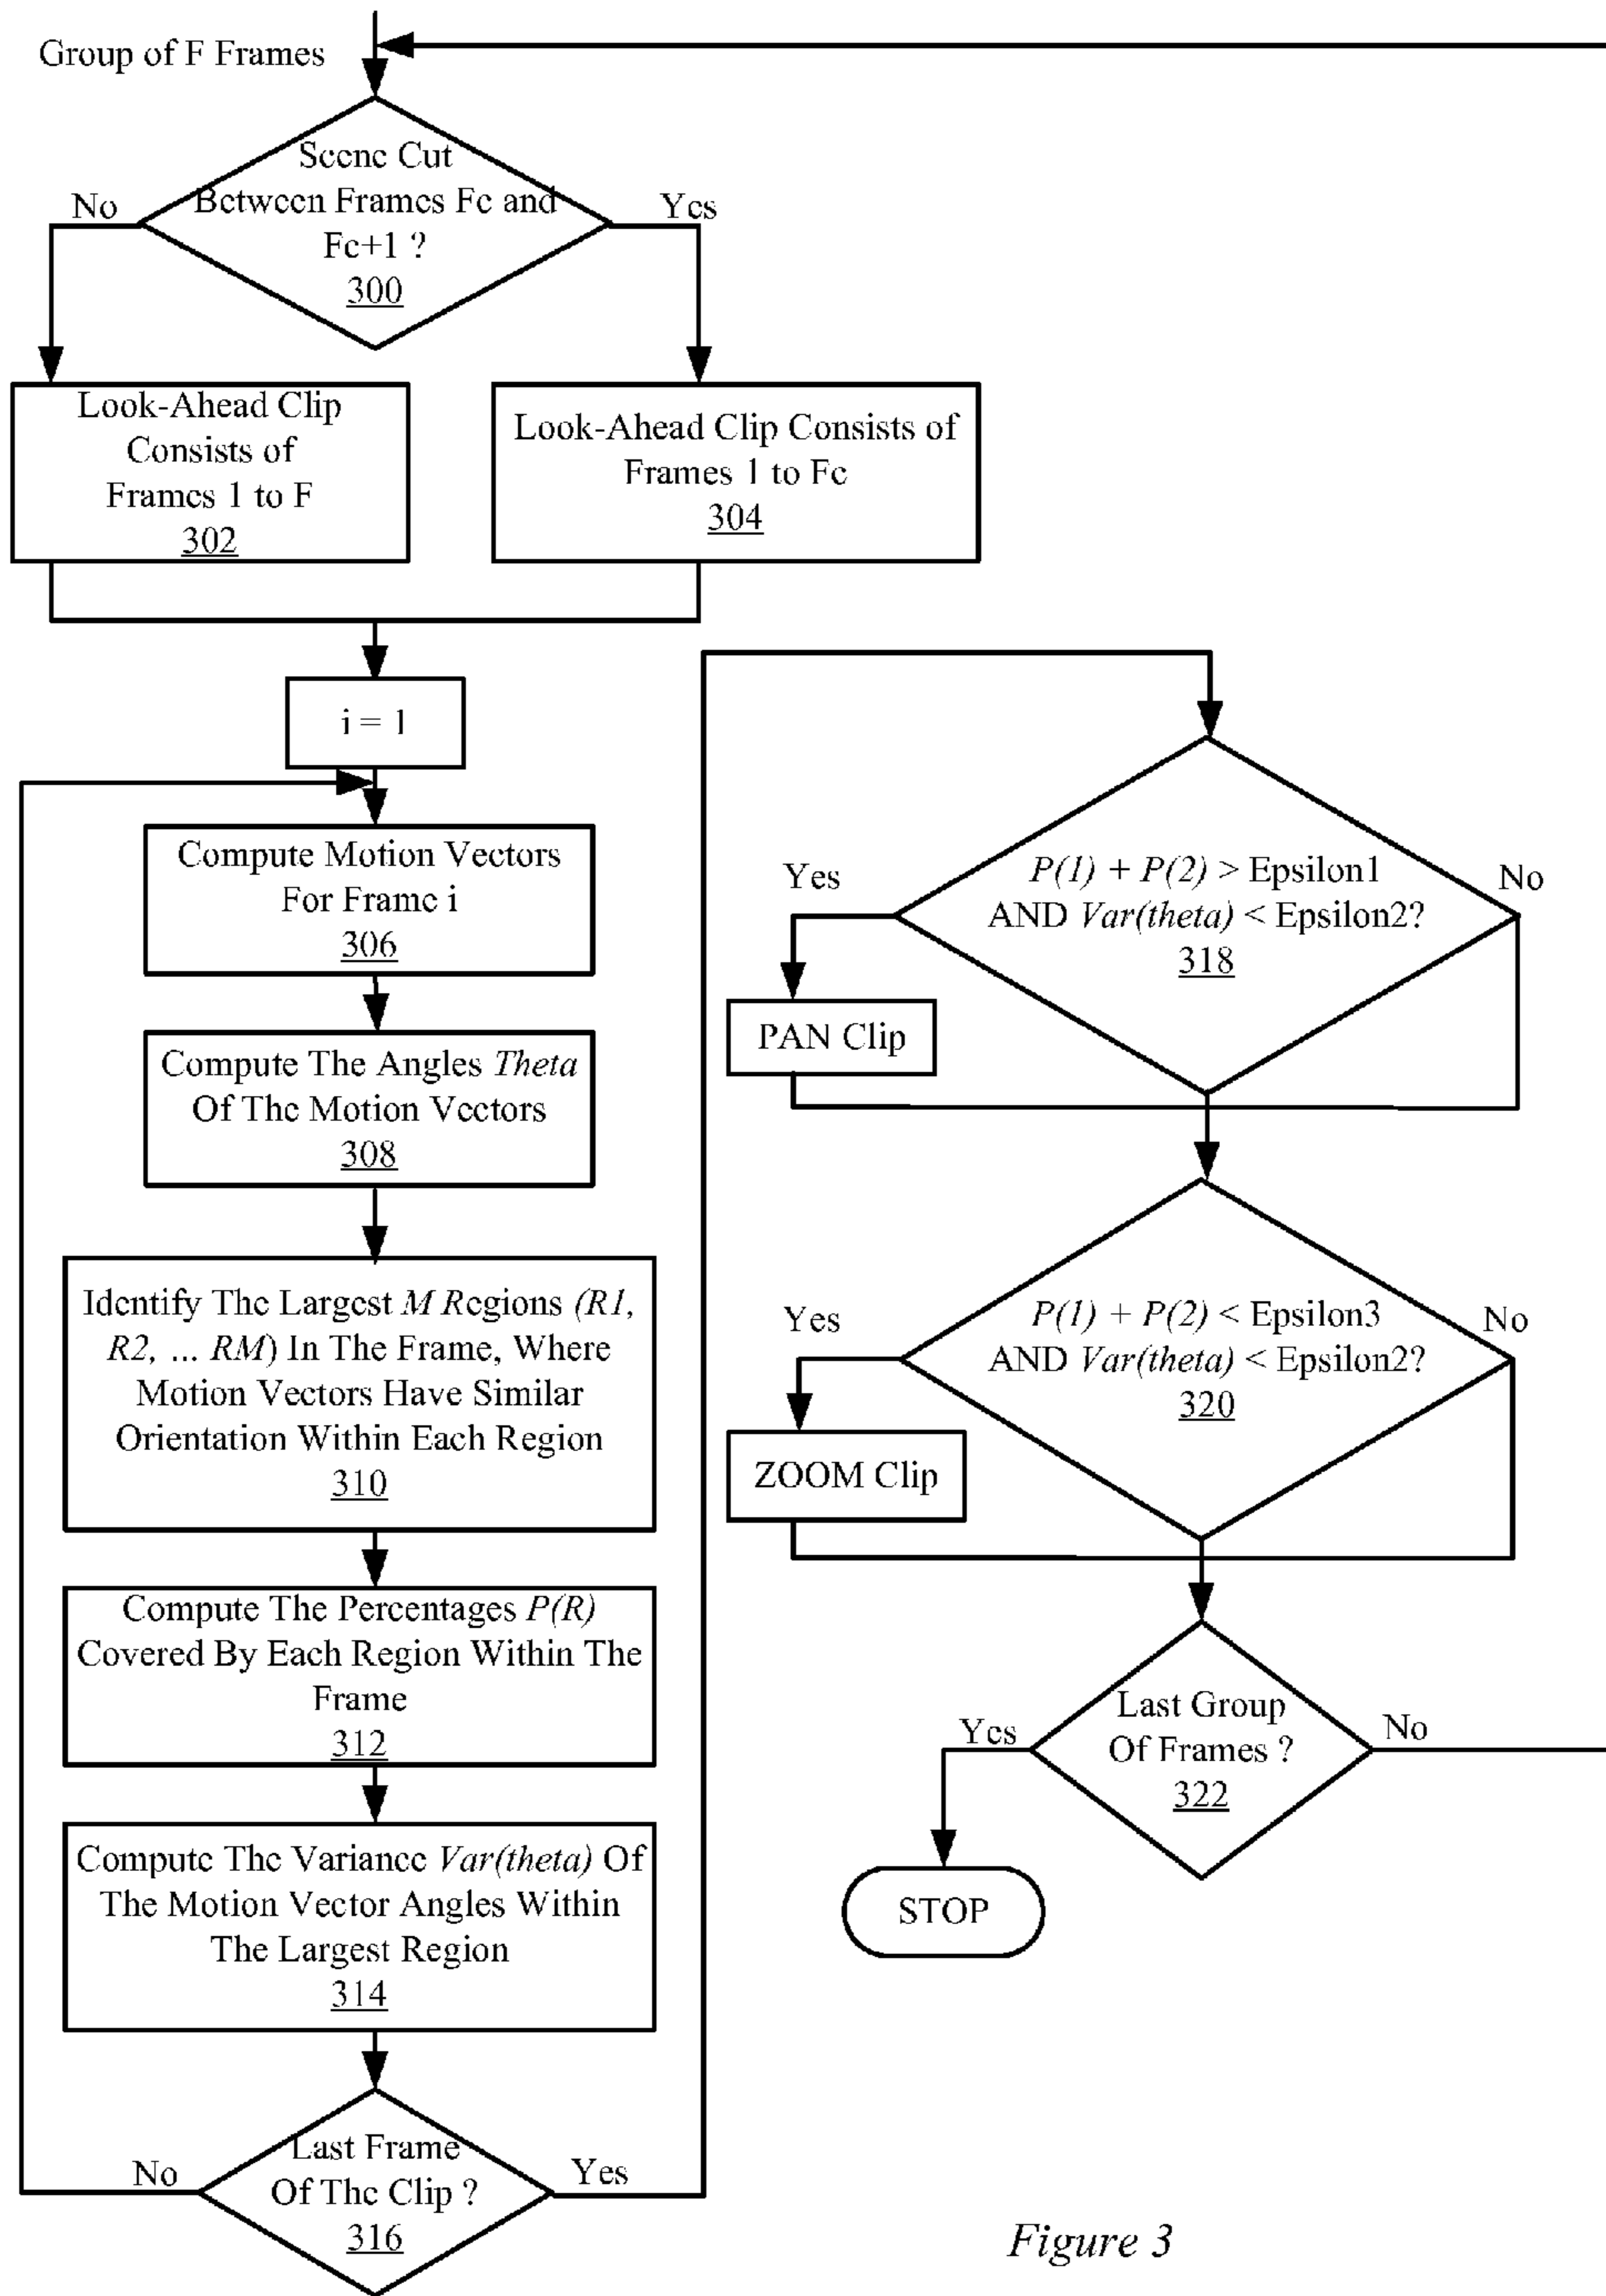 Group of F Frames
Scene Cut
Between Frames Fc and
Fc+1 ?
300
No
Yes
Look-Ahead Clip
Consists of
Frames 1 to F
302
Look-Ahead Clip Consists of
Frames 1 to Fc
304
i = 1
Compute Motion Vectors
For Frame i
306
Compute The Angles Theta
Of The Motion Vectors
308
Identify The Largest M Regions (R1,
R2, ... RM) In The Frame, Where
Motion Vectors Have Similar
Orientation Within Each Region
310
Compute The Percentages P(R)
Covered By Each Region Within The
Frame
312
Compute The Variance Var(theta) Of
The Motion Vector Angles Within
The Largest Region
314
Last Frame
Of The Clip ?
316
No
Yes
P(1) + P(2) > Epsilon1
AND Var(theta) < Epsilon2?
318
Yes
No
PAN Clip
P(1) + P(2) < Epsilon3
AND Var(theta) < Epsilon2?
320
Yes
No
ZOOM Clip
Last Group
Of Frames ?
322
Yes
No
STOP
Figure 3